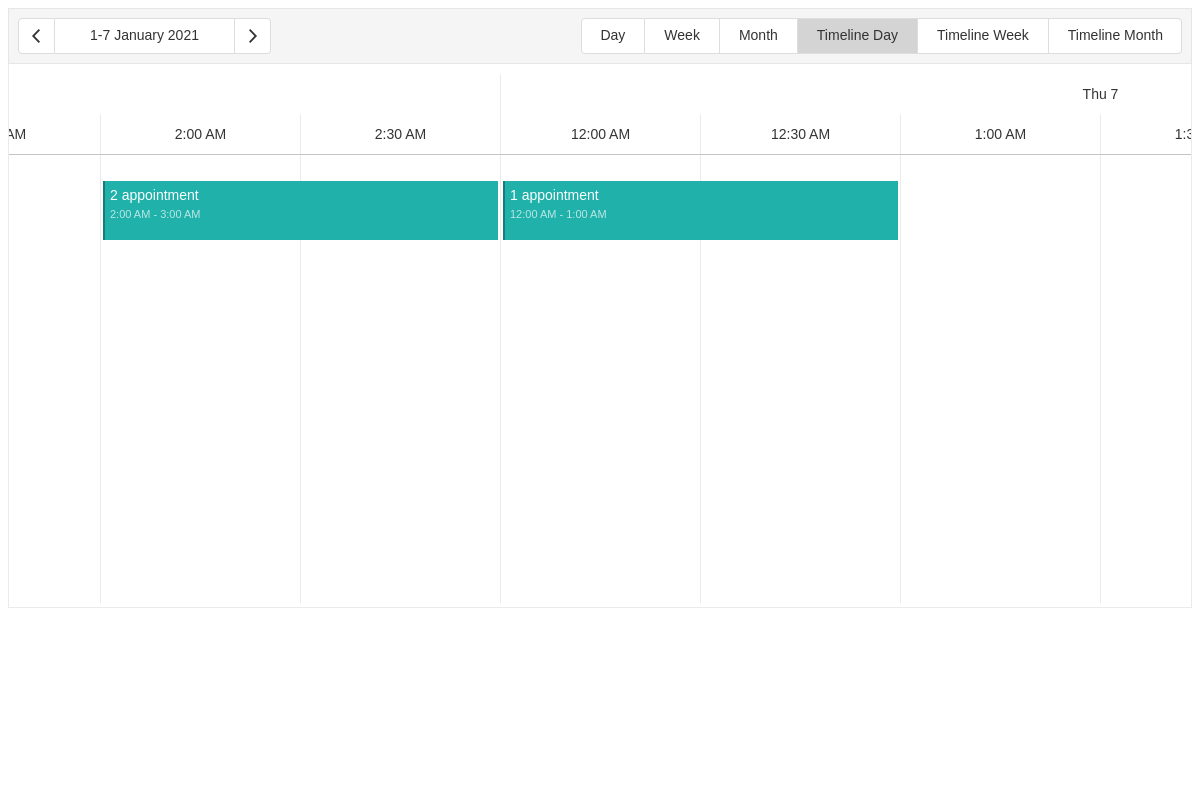 1-7 January 2021
Day
Week
Month
Timeline Day
Timeline Week
Timeline Month
Thu 7
AM
2:00 AM
2:30 AM
12:00 AM
12:30 AM
1:00 AM
1:3
2 appointment
2:00 AM - 3:00 AM
1 appointment
12:00 AM - 1:00 AM